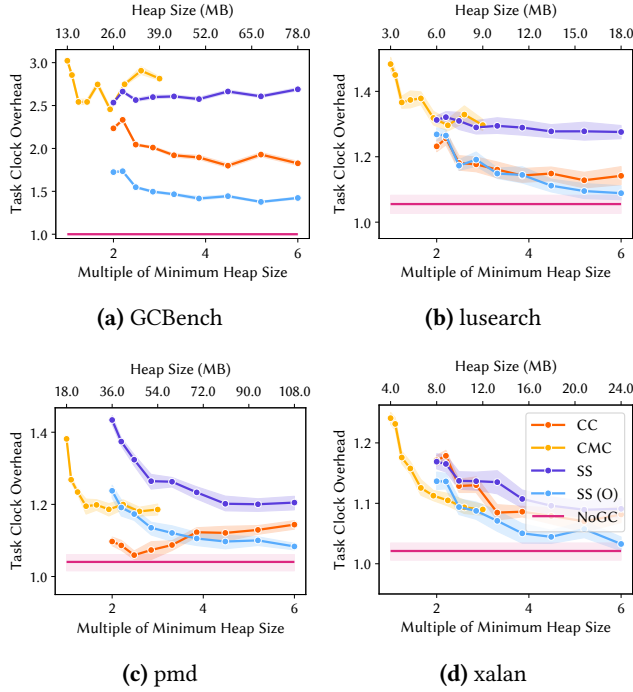 Heap Size (MB)
13.0 26.0 39.0 52.0 65.0 78.0
Task Clock Overhead
3.0
2.5
2.0
1.5
1.0
2 4 6
Multiple of Minimum Heap Size
(a) GCBench
Heap Size (MB)
3.0 6.0 9.0 12.0 15.0 18.0
Task Clock Overhead
1.4
1.2
1.0
2 4 6
Multiple of Minimum Heap Size
(b) lusearch
Heap Size (MB)
18.0 36.0 54.0 72.0 90.0 108.0
Task Clock Overhead
1.4
1.2
1.0
2 4 6
Multiple of Minimum Heap Size
(c) pmd
Heap Size (MB)
4.0 8.0 12.0 16.0 20.0 24.0
Task Clock Overhead
1.2
1.1
1.0
CC
CMC
SS
SS (O)
NoGC
2 4 6
Multiple of Minimum Heap Size
(d) xalan